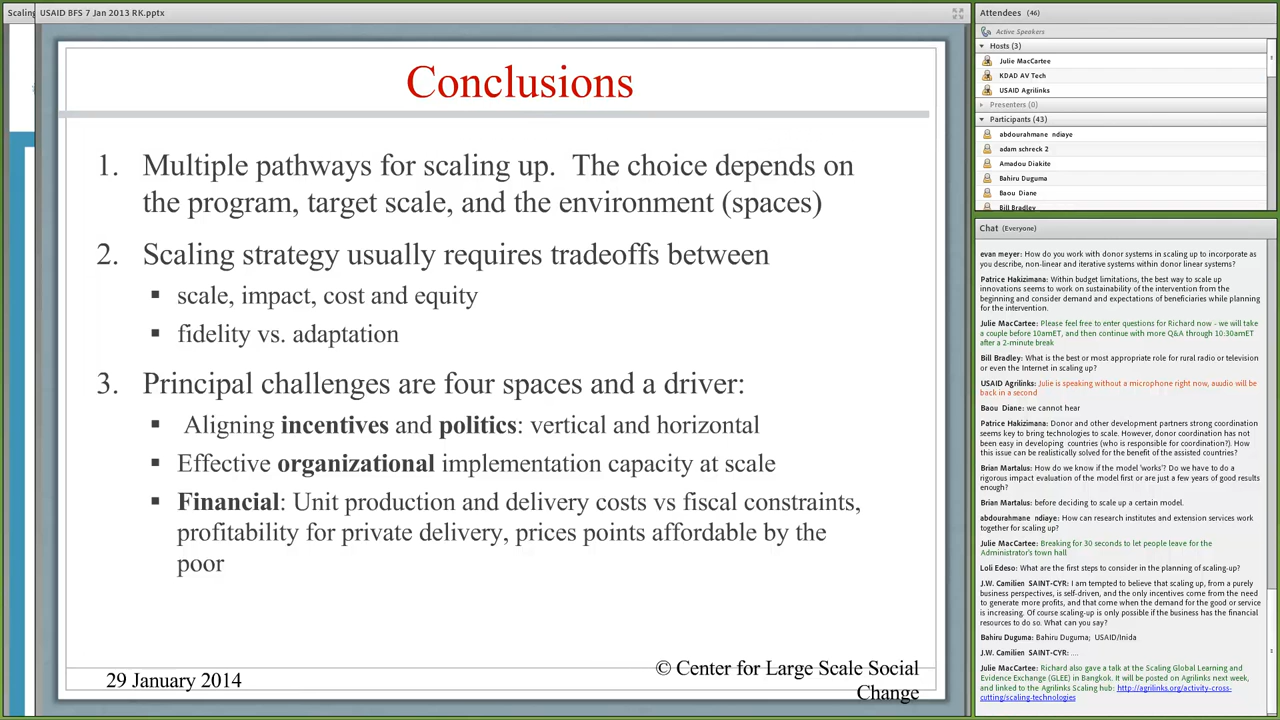 Scaling
USAID BFS 7 Jan 2013 RK.pptx
Conclusions
1. Multiple pathways for scaling up. The choice depends on
the program, target scale, and the environment (spaces)
2. Scaling strategy usually requires tradeoffs between
▪ scale, impact, cost and equity
▪ fidelity vs. adaptation
3. Principal challenges are four spaces and a driver:
▪ Aligning incentives and politics: vertical and horizontal
▪ Effective organizational implementation capacity at scale
▪ Financial: Unit production and delivery costs vs fiscal constraints,
profitability for private delivery, prices points affordable by the
poor
29 January 2014
© Center for Large Scale Social
Change
Attendees (46)
Active Speakers
Hosts (3)
Julie MacCartee
KDAD AV Tech
USAID Agrilinks
Presenters (0)
Participants (43)
abdourahmane ndiaye
adam schreck 2
Amadou Diakite
Bahiru Duguma
Baou Diane
Bill Bradley
Chat (Everyone)
evan meyer: How do you work with donor systems in scaling up to incorporate as
you describe, non-linear and iterative systems within donor linear systems?
Patrice Hakizimana: Within budget limitations, the best way to scale up
innovations seems to work on sustainability of the intervention from the
beginning and consider demand and expectations of beneficiaries while planning
for the intervention.
Julie MacCartee: Please feel free to enter questions for Richard now - we will take
a couple before 10amET, and then continue with more Q&A through 10:30amET
after a 2-minute break
Bill Bradley: What is the best or most appropriate role for rural radio or television
or even the Internet in scaling up?
USAID Agrilinks: Julie is speaking without a microphone right now, auudio will be
back in a second
Baou Diane: we cannot hear
Patrice Hakizimana: Donor and other development partners strong coordination
seems key to bring technologies to scale. However, donor coordination has not
been easy in developing countries (who is responsible for coordination?). How
this issue can be realistically solved for the benefit of the assisted countries?
Brian Martalus: How do we know if the model 'works'? Do we have to do a
rigorous impact evaluation of the model first or are just a few years of good results
enough?
Brian Martalus: before deciding to scale up a certain model.
abdourahmane ndiaye: How can research institutes and extension services work
together for scaling up?
Julie MacCartee: Breaking for 30 seconds to let people leave for the
Administrator's town hall
Loli Edeso: What are the first steps to consider in the planning of scaling-up?
J.W. Camilien SAINT-CYR: I am tempted to believe that scaling up, from a purely
business perspectives, is self-driven, and the only incentives come from the need
to generate more profits, and that come when the demand for the good or service
is increasing. Of course scaling-up is only possible if the business has the financial
resources to do so. What can you say?
Bahiru Duguma: Bahiru Duguma; USAID/Inida
J.W. Camilien SAINT-CYR: ....
Julie MacCartee: Richard also gave a talk at the Scaling Global Learning and
Evidence Exchange (GLEE) in Bangkok. It will be posted on Agrilinks next week,
and linked to the Agrilinks Scaling hub: http://agrilinks.org/activity-cross-
cutting/scaling-technologies